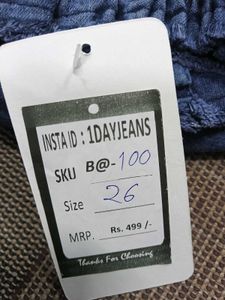 INSTA ID : 1DAYJEANS
SKU B@-100
Size 26
MRP. Rs. 499 /-
Thanks For Choosing